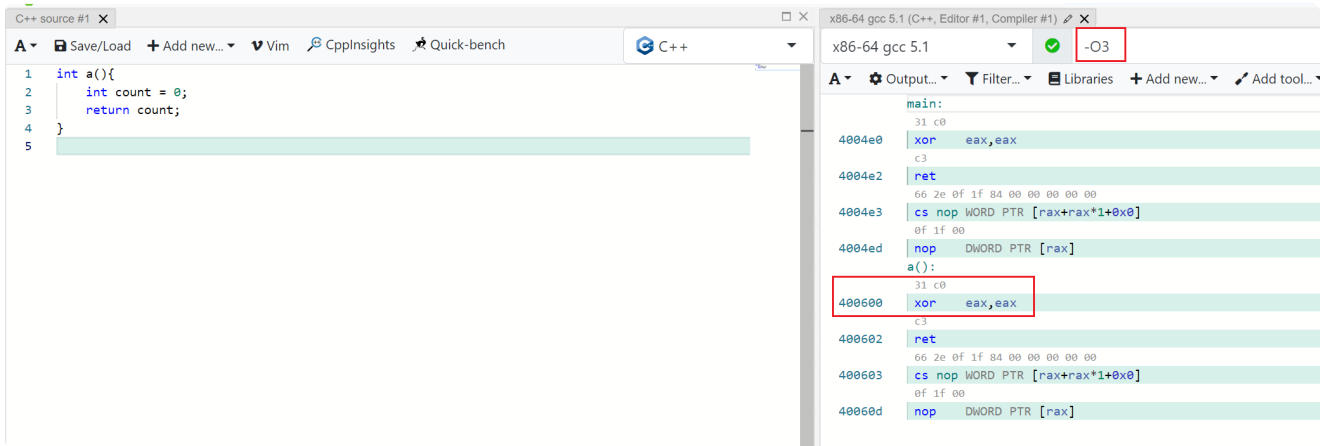 C++ source #1 X
A Save/Load + Add new... Vim CppInsights Quick-bench C++
1 int a(){
2 int count = 0;
3 return count;
4 }
5
x86-64 gcc 5.1 (C++, Editor #1, Compiler #1) X
x86-64 gcc 5.1 -O3
A Output... Filter... Libraries + Add new... Add tool...
main:
31 c0
4004e0 xor eax,eax
c3
4004e2 ret
66 2e 0f 1f 84 00 00 00 00 00
4004e3 cs nop WORD PTR [rax+rax*1+0x0]
0f 1f 00
4004ed nop DWORD PTR [rax]
a():
31 c0
400600 xor eax,eax
c3
400602 ret
66 2e 0f 1f 84 00 00 00 00 00
400603 cs nop WORD PTR [rax+rax*1+0x0]
0f 1f 00
40060d nop DWORD PTR [rax]